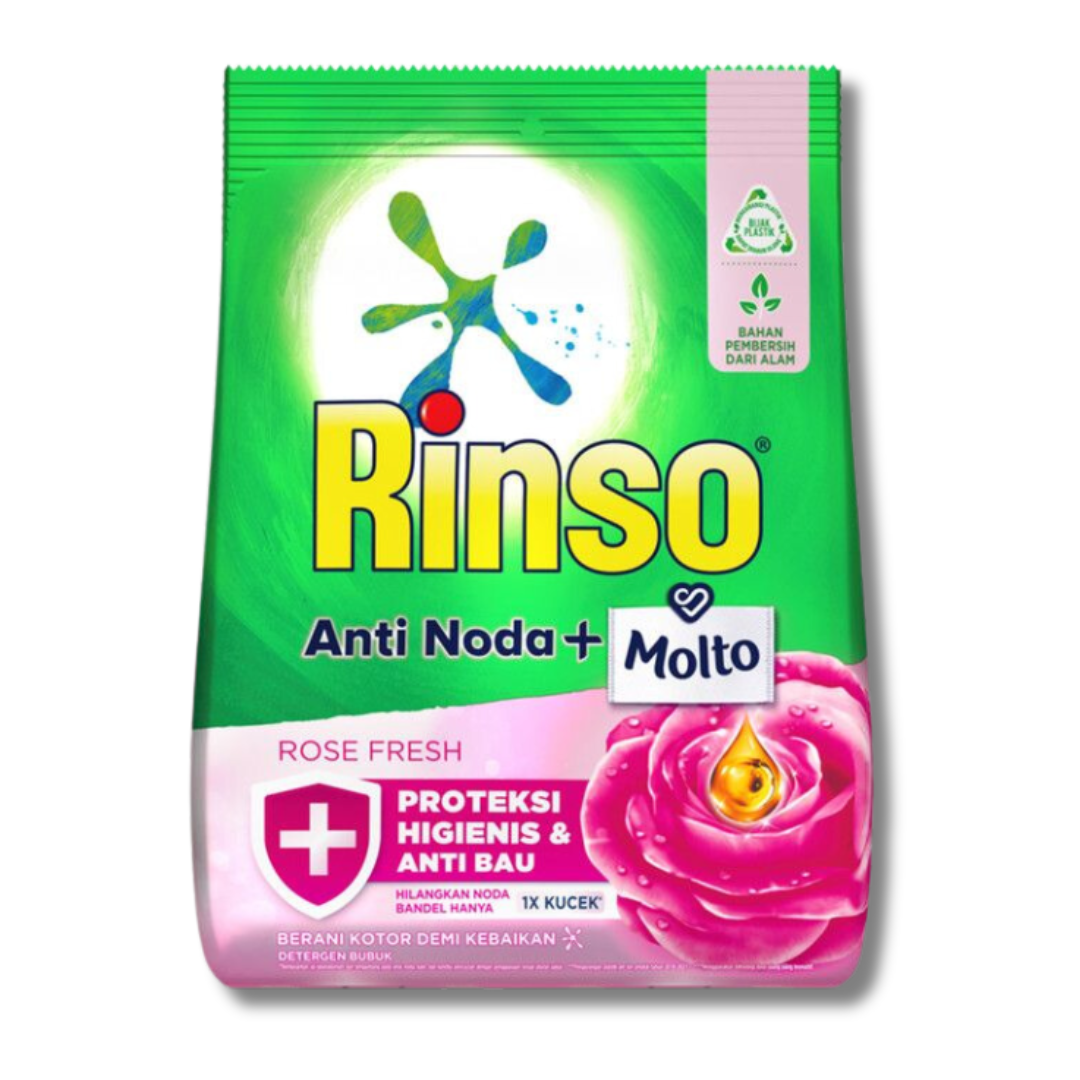 BIJAK
PLASTIK
BAHAN
PEMBERSIH
DARI ALAM
Rinso®
Anti Noda + Molto
ROSE FRESH
PROTEKSI
HIGIENIS &
ANTI BAU
HILANGKAN NODA
BANDEL HANYA 1X KUCEK*
BERANI KOTOR DEMI KEBAIKAN
DETERGEN BUBUK